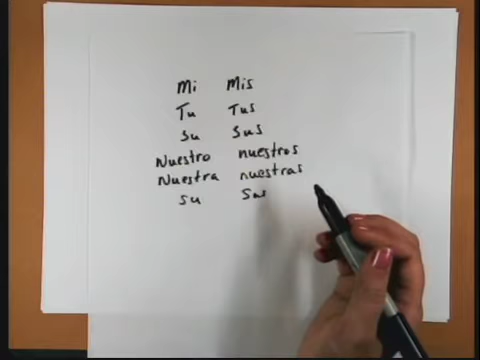 Mi Mis
Tu Tus
su sus
Nuestro nuestros
Nuestra nuestras
su Sus